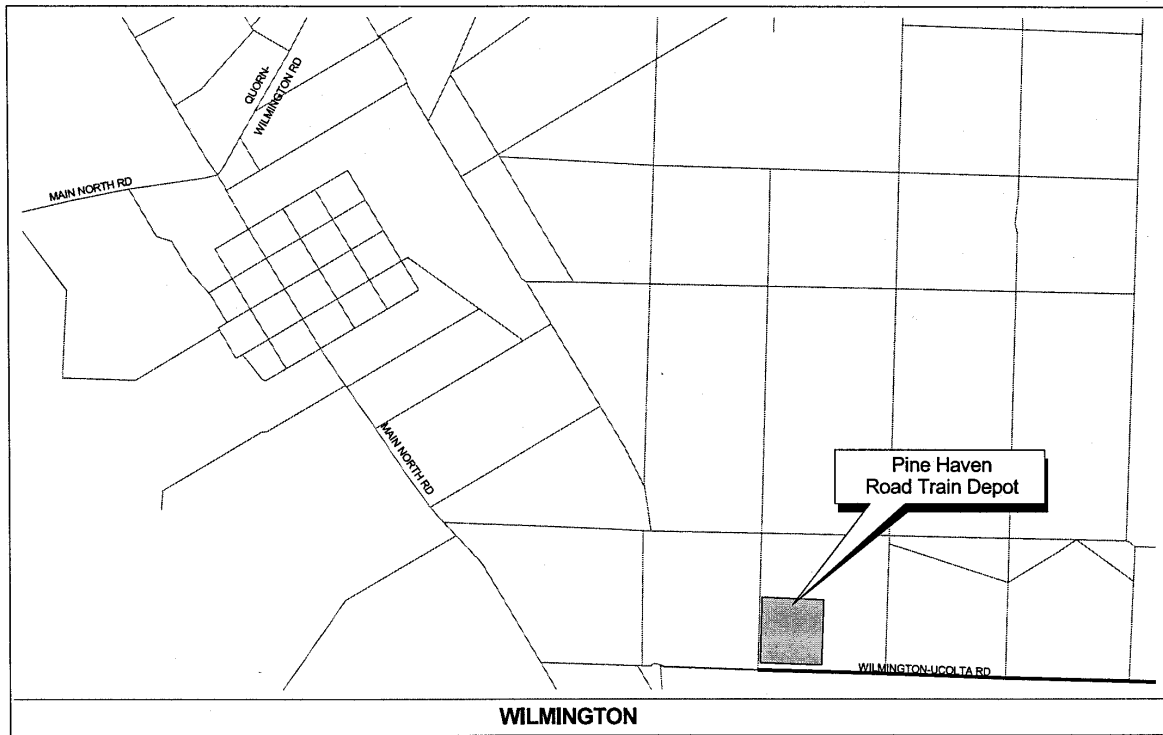 QUORN-
WILMINGTON RD
MAIN NORTH RD
MAIN NORTH RD
Pine Haven
Road Train Depot
WILMINGTON-UCOLTA RD
WILMINGTON